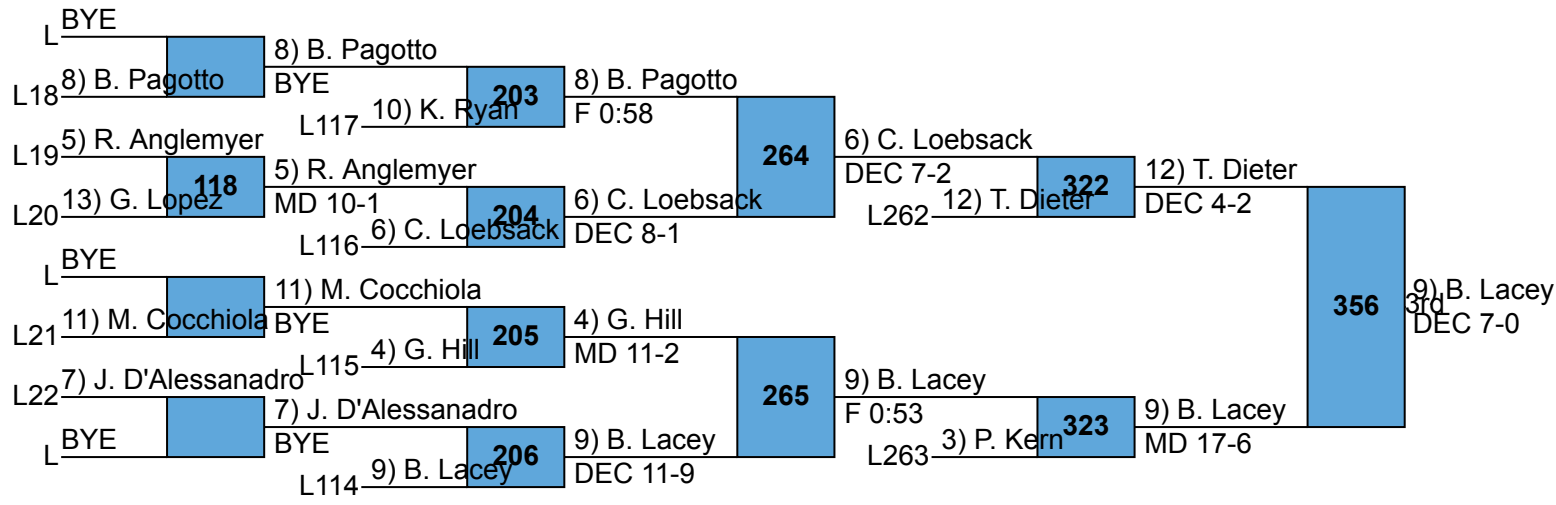 BYE
L
8) B. Pagotto
L18
5) R. Anglemyer
L19
118
13) G. Lopez
L20
BYE
L
11) M. Cocchiola
L21
7) J. D'Alessanadro
L22
BYE
L
8) B. Pagotto
BYE
203
10) K. Ryan
L117
5) R. Anglemyer
MD 10-1
204
6) C. Loebsack
L116
11) M. Cocchiola
BYE
205
4) G. Hill
L115
7) J. D'Alessanadro
BYE
206
9) B. Lacey
L114
8) B. Pagotto
F 0:58
264
6) C. Loebsack
DEC 8-1
4) G. Hill
MD 11-2
265
9) B. Lacey
DEC 11-9
6) C. Loebsack
DEC 7-2
322
12) T. Dieter
L262
9) B. Lacey
F 0:53
323
3) P. Kern
L263
12) T. Dieter
DEC 4-2
356
9) B. Lacey
MD 17-6
9) B. Lacey
3rd
DEC 7-0